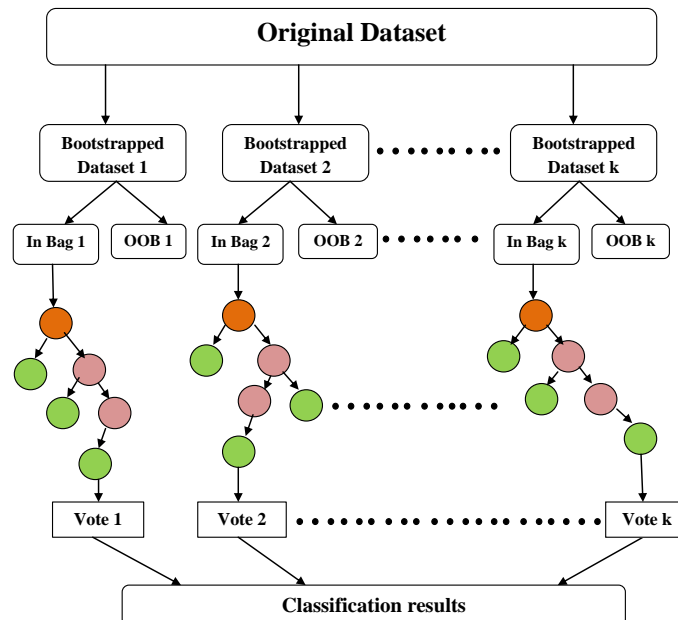 Original Dataset
Bootstrapped
Dataset 1
Bootstrapped
Dataset 2
Bootstrapped
Dataset k
In Bag 1
OOB 1
In Bag 2
OOB 2
In Bag k
OOB k
Vote 1
Vote 2
Vote k
Classification results